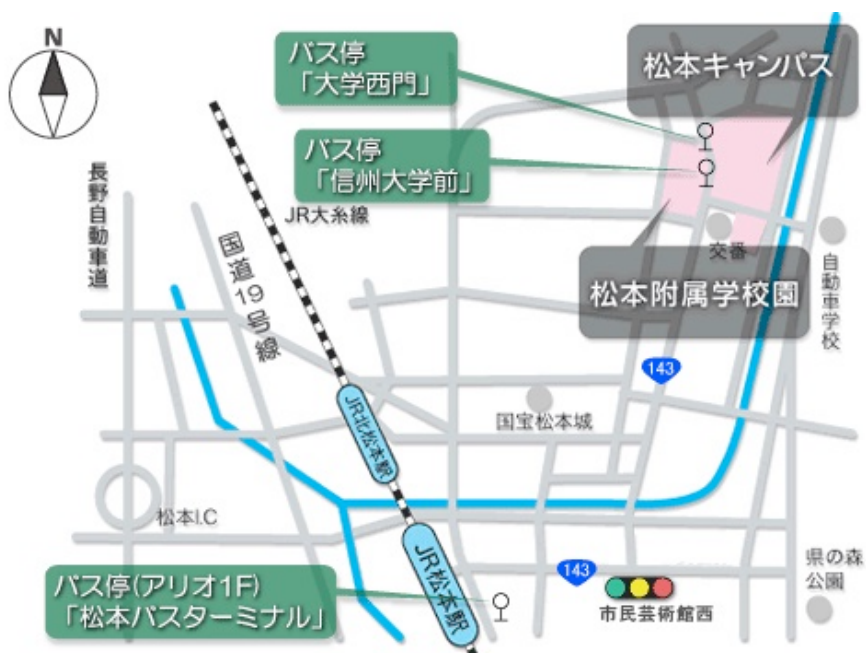 N
バス停
「大学西門」
松本キャンパス
バス停
「信州大学前」
長野自動車道
JR大糸線
国道19号線
交番
自動車学校
松本附属学校園
143
JR北松本駅
国宝松本城
松本I.C
JR松本駅
バス停(アリオ1F)
「松本バスターミナル」
143
市民芸術館西
県の森
公園